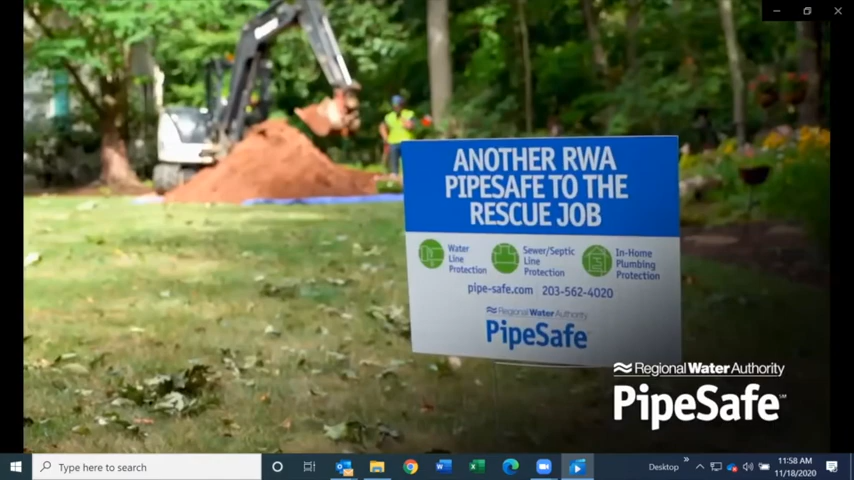 ANOTHER RWA
PIPESAFE TO THE
RESCUE JOB
Water
Line
Protection
Sewer/Septic
Line
Protection
In-Home
Plumbing
Protection
pipe-safe.com 203-562-4020
Regional Water Authority
PipeSafe
Regional Water Authority
PipeSafe
Type here to search
Desktop
11:58 AM
11/18/2020